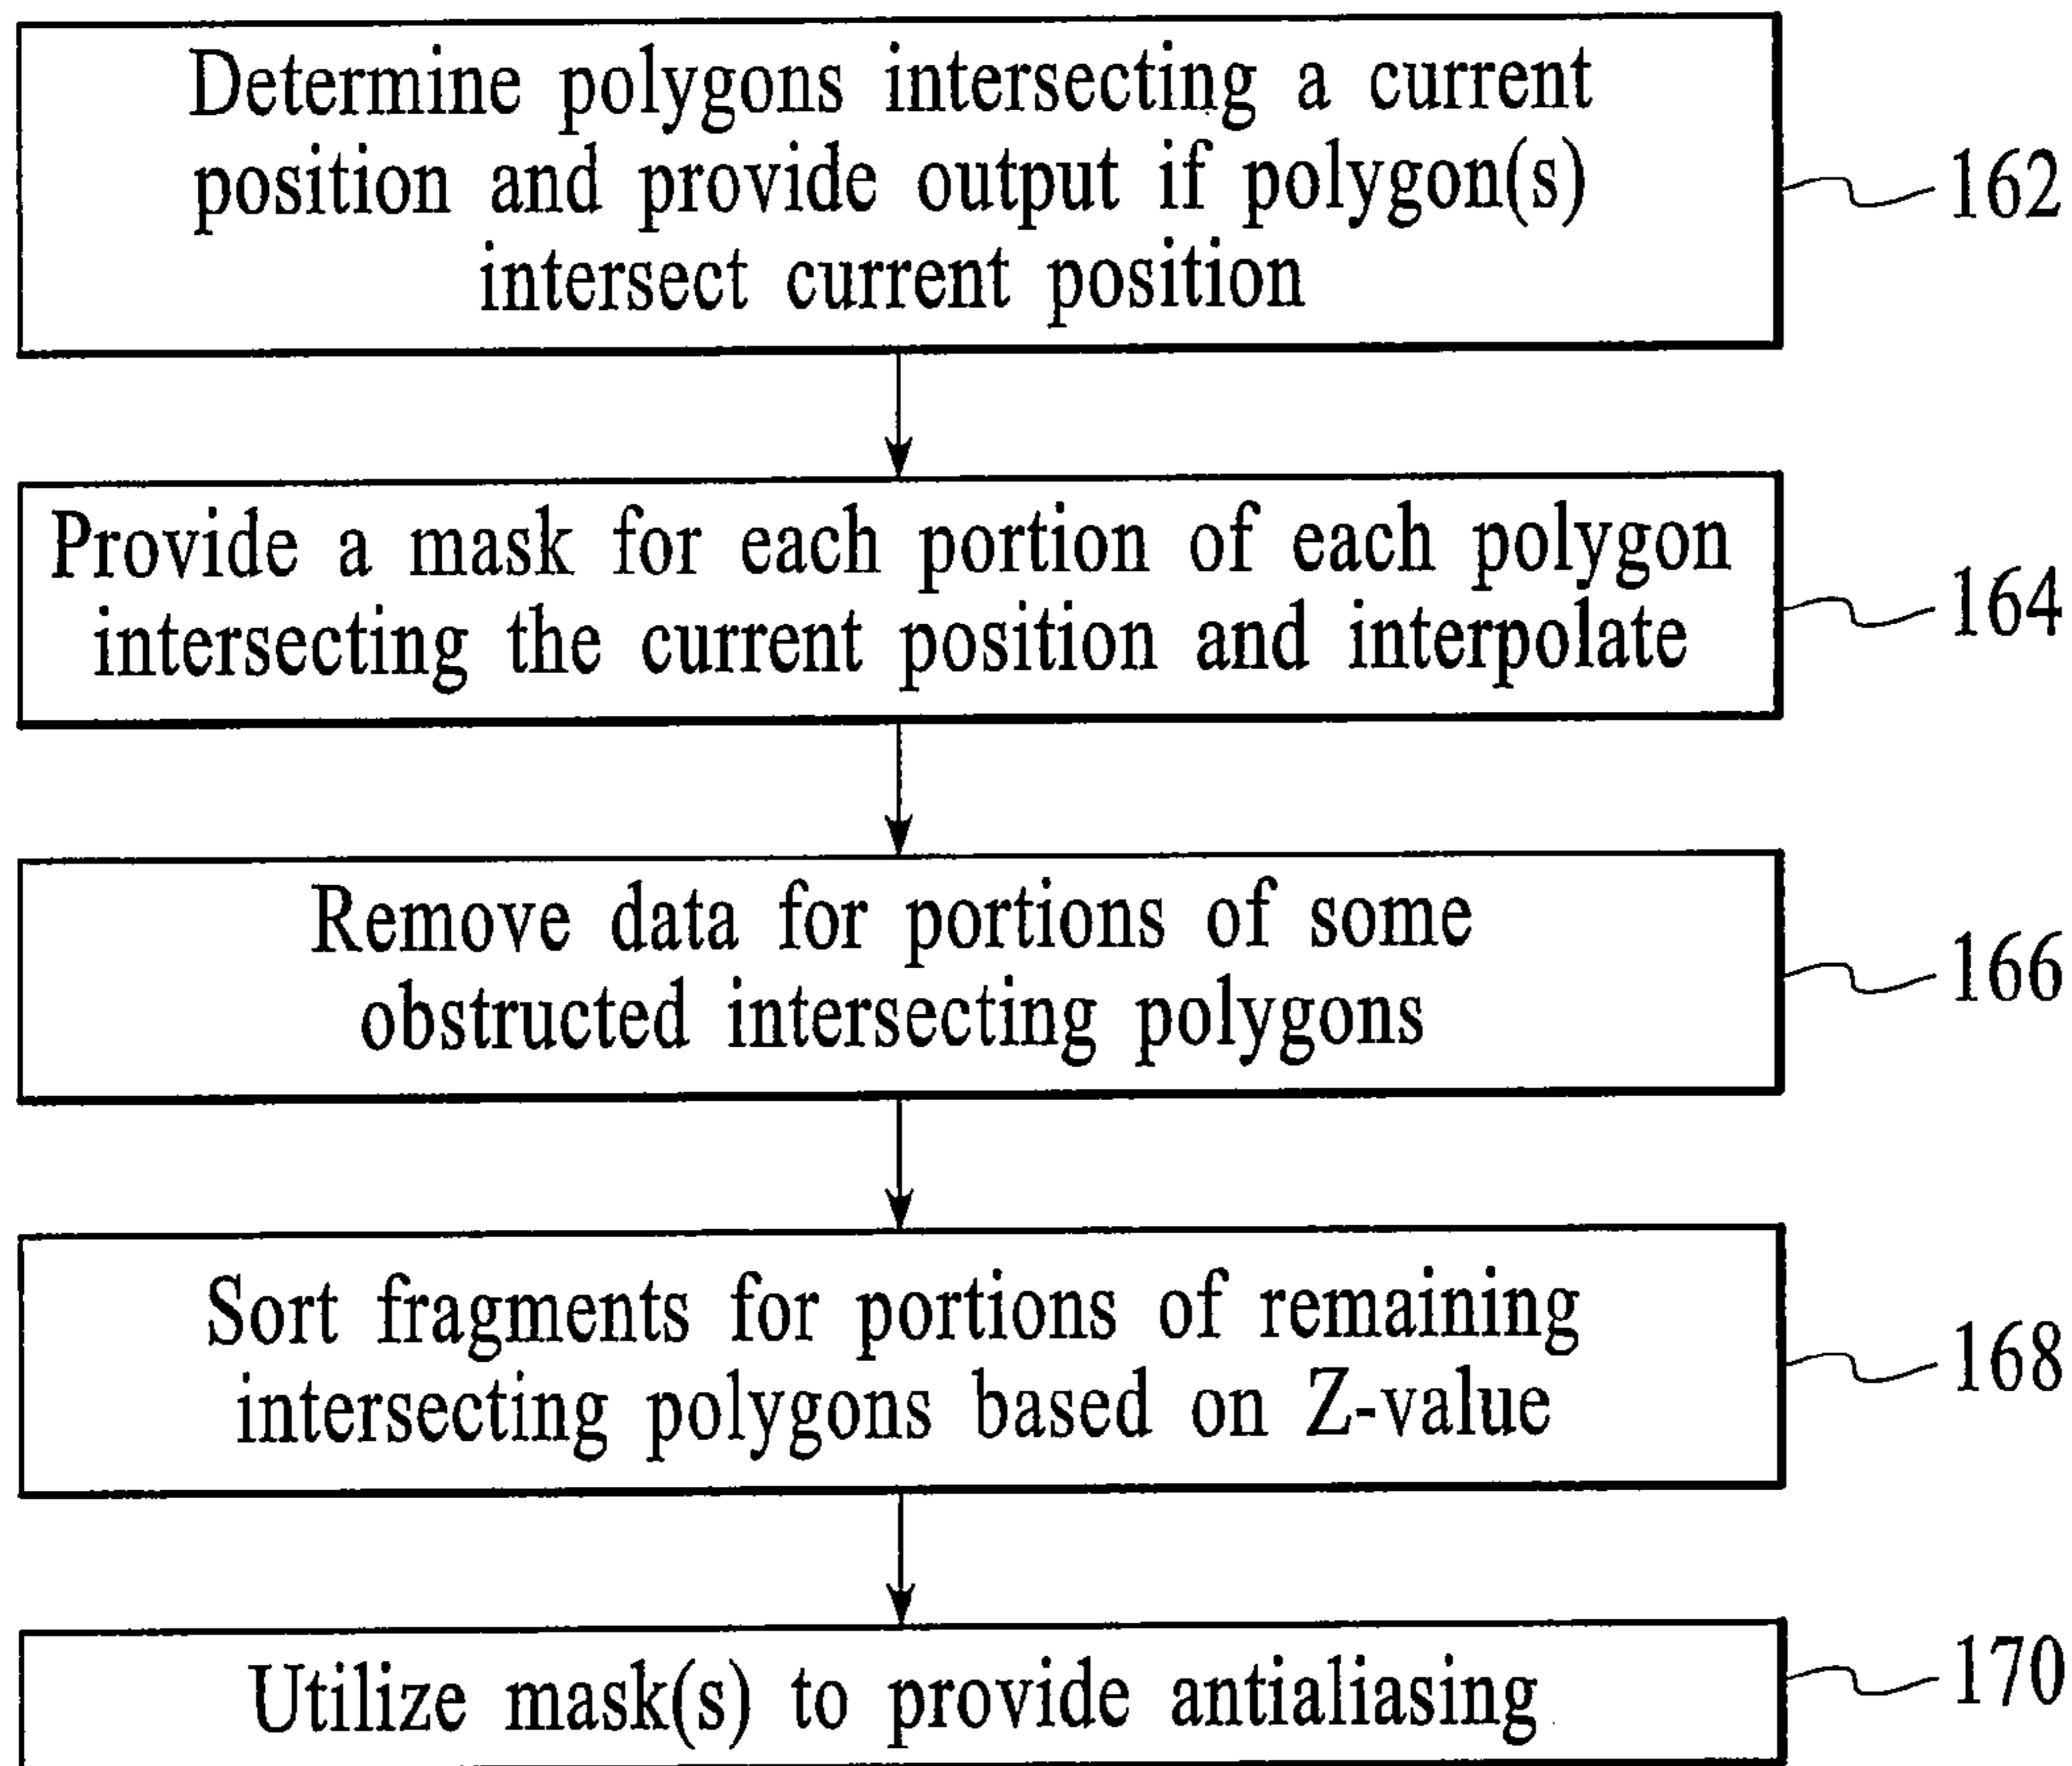 Determine polygons intersecting a current
position and provide output if polygon(s)
intersect current position
162
Provide a mask for each portion of each polygon
intersecting the current position and interpolate
164
Remove data for portions of some
obstructed intersecting polygons
166
Sort fragments for portions of remaining
intersecting polygons based on Z-value
168
Utilize mask(s) to provide antialiasing
170